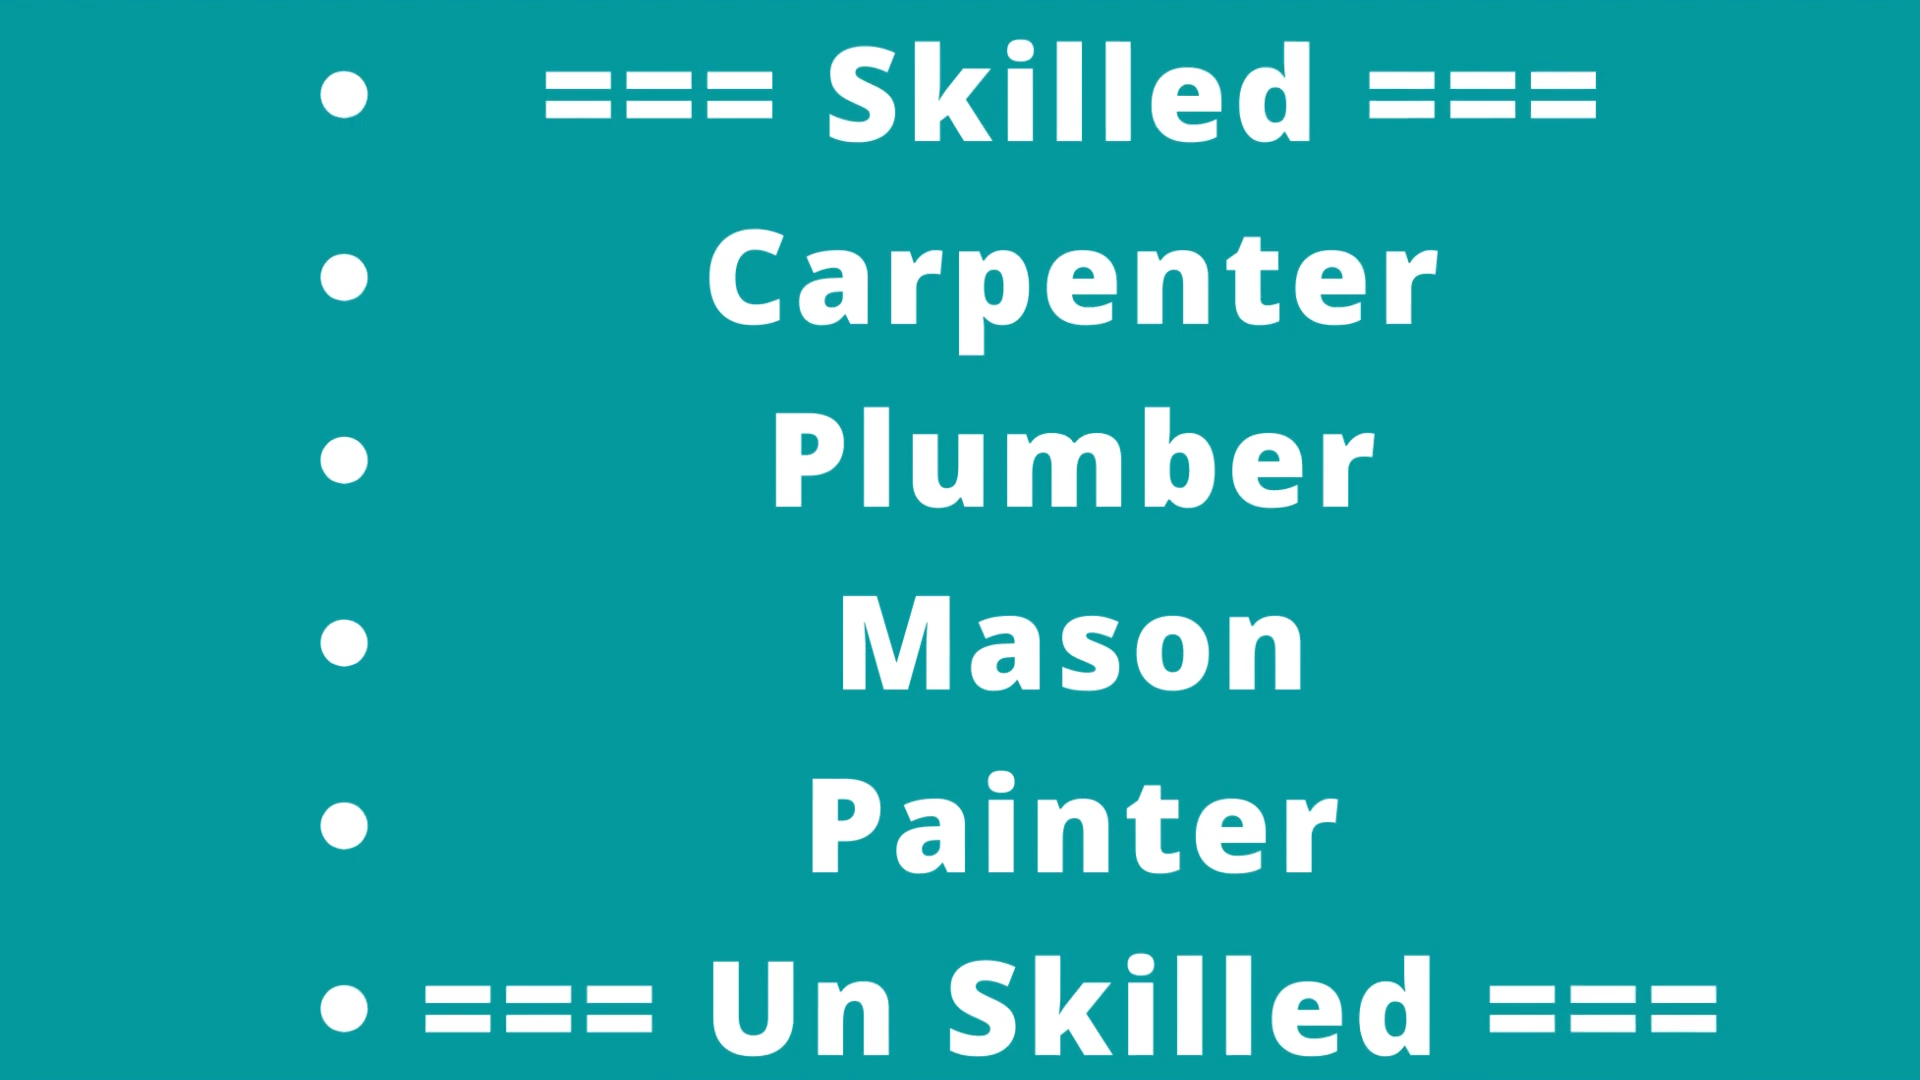 • === Skilled ===
• Carpenter
• Plumber
• Mason
• Painter
• === Un Skilled ===